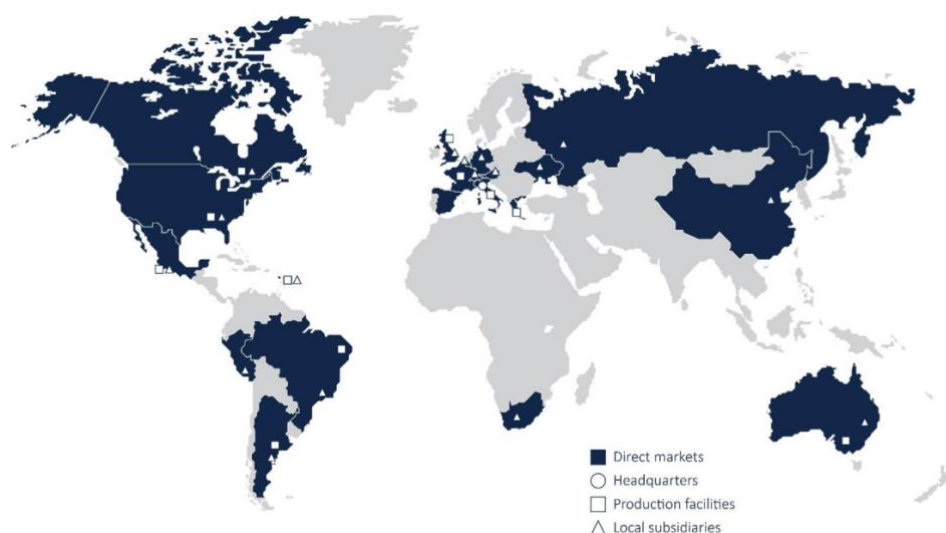 Direct markets
Headquarters
Production facilities
Local subsidiaries